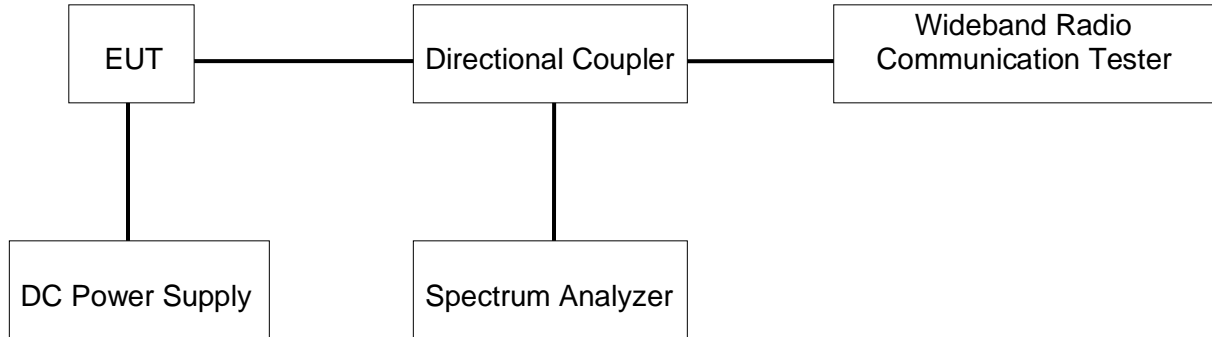 EUT
Directional Coupler
Wideband Radio
Communication Tester
DC Power Supply
Spectrum Analyzer